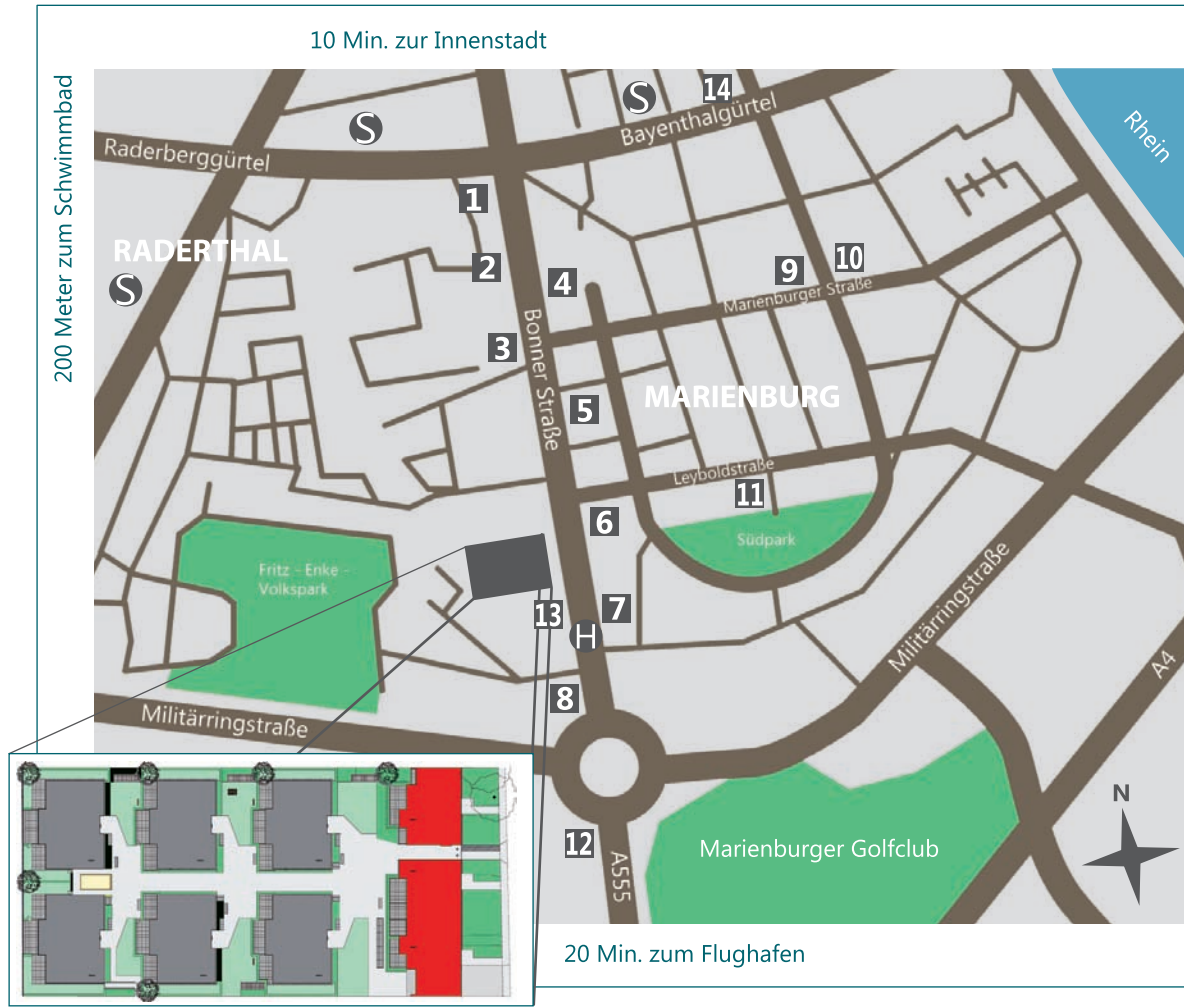 10 Min. zur Innenstadt
200 Meter zum Schwimmbad
14
S
S
Bayenthalgürtel
Rhein
Raderberggürtel
1
RADERTHAL
2
S
4
9
10
Marienburger Straße
3
Bonner Straße
MARIENBURG
5
Leyboldstraße
11
6
Südpark
Fritz - Enke -
Volkspark
13
7
H
Militärringstraße
A4
8
Militärringstraße
N
12
A555
Marienburger Golfclub
20 Min. zum Flughafen